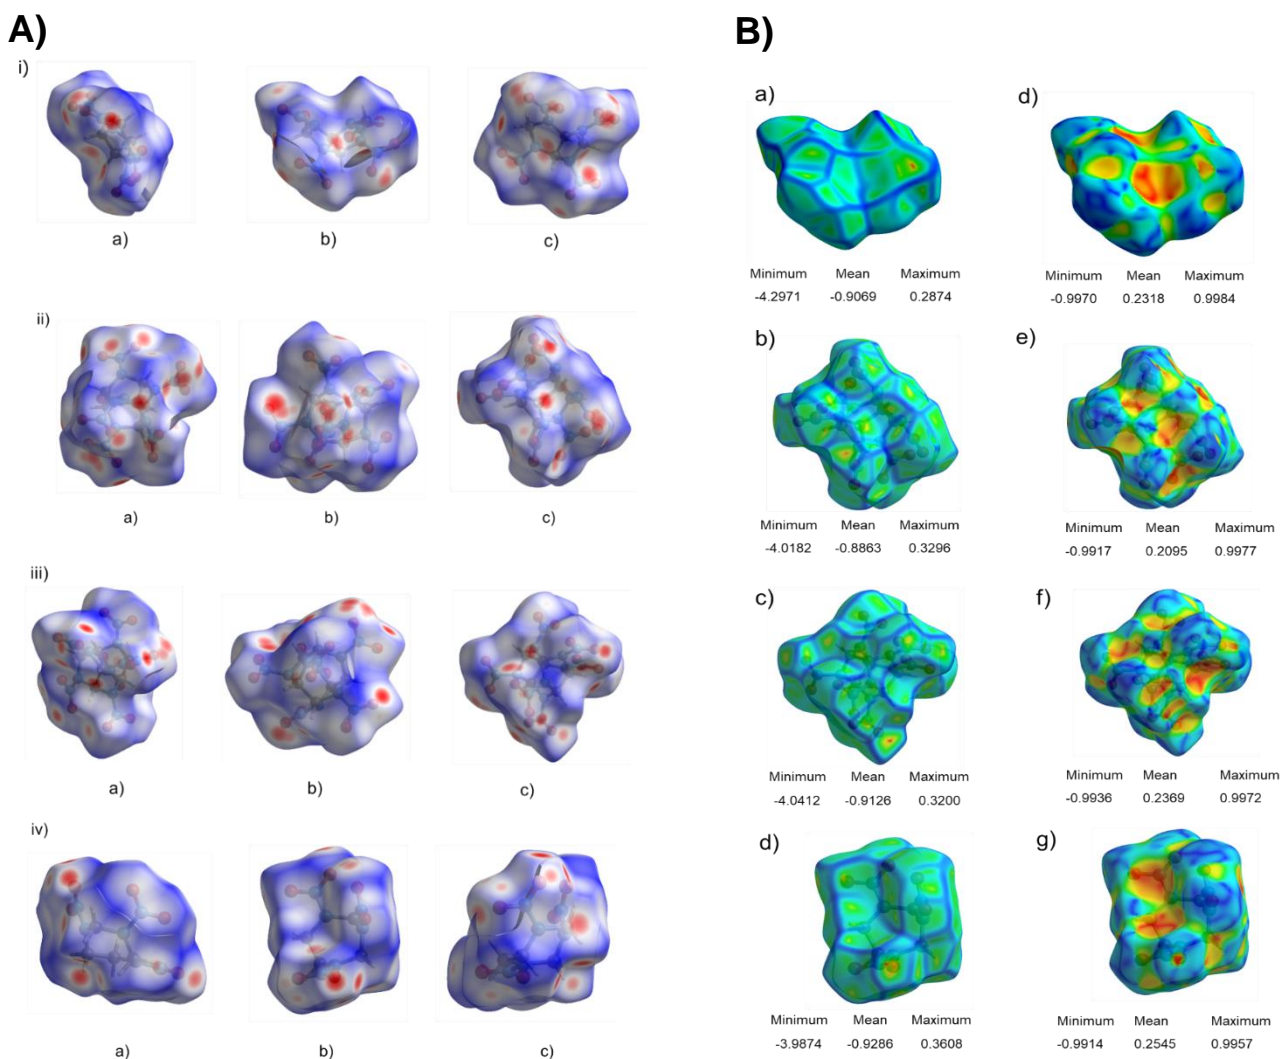 A)
i)
a) b) c)
ii)
a) b) c)
iii)
a) b) c)
iv)
a) b) c)
B)
a) d)
Minimum Mean Maximum Minimum Mean Maximum
-4.2971 -0.9069 0.2874 -0.9970 0.2318 0.9984
b) e)
Minimum Mean Maximum Minimum Mean Maximum
-4.0182 -0.8863 0.3296 -0.9917 0.2095 0.9977
c) f)
Minimum Mean Maximum Minimum Mean Maximum
-4.0412 -0.9126 0.3200 -0.9936 0.2369 0.9972
d) g)
Minimum Mean Maximum Minimum Mean Maximum
-3.9874 -0.9286 0.3608 -0.9914 0.2545 0.9957